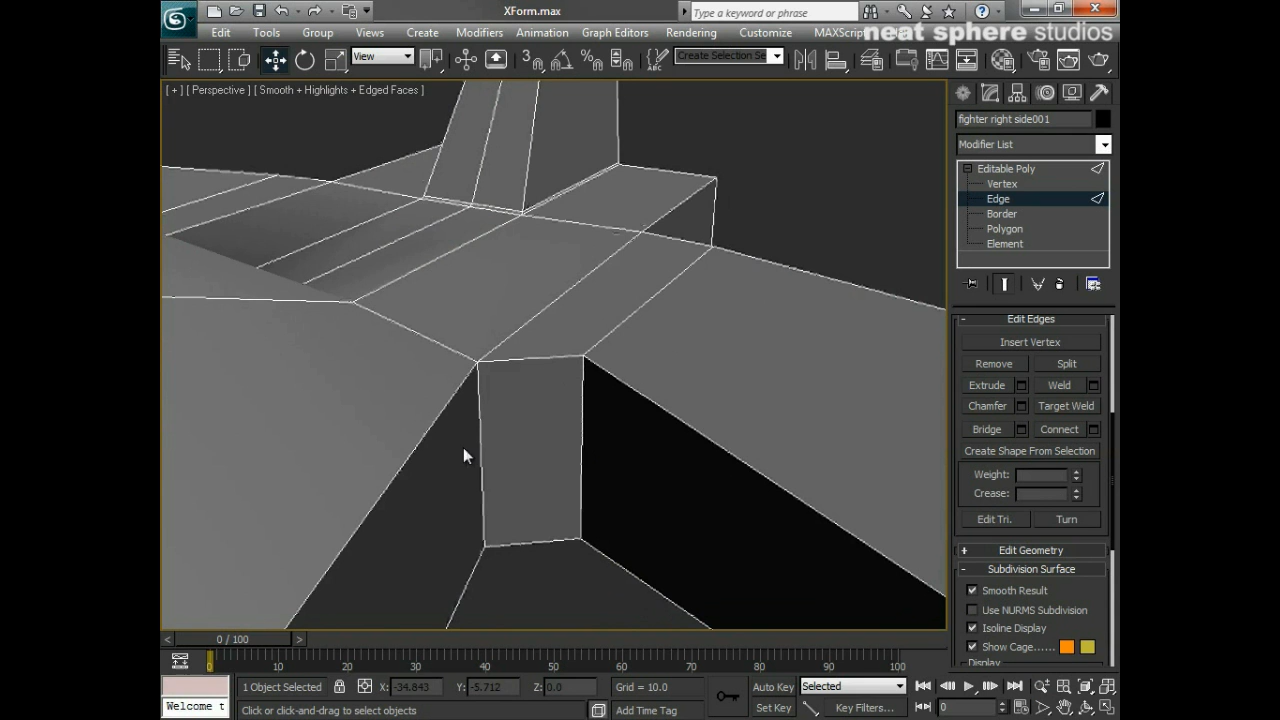 XForm.max
Type a keyword or phrase
Edit Tools Group Views Create Modifiers Animation Graph Editors Rendering Customize MAXScri
neat sphere studios
View
3
Create Selection Se
[ + ] [ Perspective ] [ Smooth + Highlights + Edged Faces ]
fighter right side001
Modifier List
Editable Poly
Vertex
Edge
Border
Polygon
Element
Edit Edges
Insert Vertex
Remove Split
Extrude Weld
Chamfer Target Weld
Bridge Connect
Create Shape From Selection
Weight:
Crease:
Edit Tri. Turn
Edit Geometry
Subdivision Surface
Smooth Result
Use NURMS Subdivision
Isoline Display
Show Cage......
Display
0 / 100
0 10 20 30 40 50 60 70 80 90 100
1 Object Selected X: -34.843 Y: -5.712 Z: 0.0 Grid = 10.0 Auto Key Selected
Welcome t Click or click-and-drag to select objects Add Time Tag Set Key Key Filters... 0